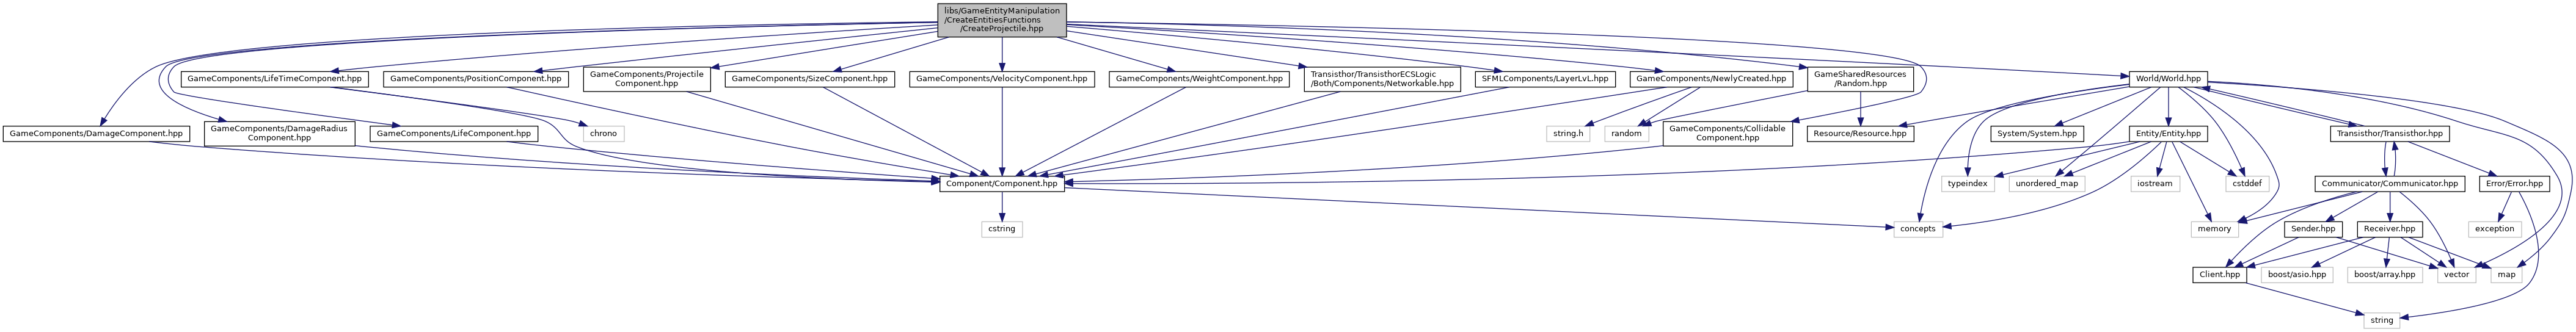 libs/GameEntityManipulation
/CreateEntitiesFunctions
/CreateProjectile.hpp
GameComponents/LifeTimeComponent.hpp
GameComponents/PositionComponent.hpp
GameComponents/Projectile
Component.hpp
GameComponents/SizeComponent.hpp
GameComponents/VelocityComponent.hpp
GameComponents/WeightComponent.hpp
Transisthor/TransisthorECSLogic
/Both/Components/Networkable.hpp
SFMLComponents/LayerLvL.hpp
GameComponents/NewlyCreated.hpp
GameSharedResources
/Random.hpp
World/World.hpp
GameComponents/DamageComponent.hpp
GameComponents/DamageRadius
Component.hpp
GameComponents/LifeComponent.hpp
chrono
string.h
random
GameComponents/Collidable
Component.hpp
Resource/Resource.hpp
System/System.hpp
Entity/Entity.hpp
Transisthor/Transisthor.hpp
Component/Component.hpp
typeindex
unordered_map
iostream
cstddef
Communicator/Communicator.hpp
Error/Error.hpp
cstring
concepts
memory
Sender.hpp
Receiver.hpp
exception
Client.hpp
boost/asio.hpp
boost/array.hpp
vector
map
string